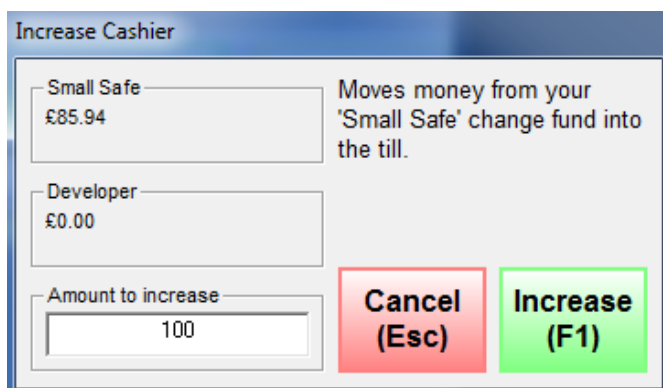 Increase Cashier
Small Safe
£85.94
Moves money from your
'Small Safe' change fund into
the till.
Developer
£0.00
Amount to increase
100
Cancel
(Esc)
Increase
(F1)